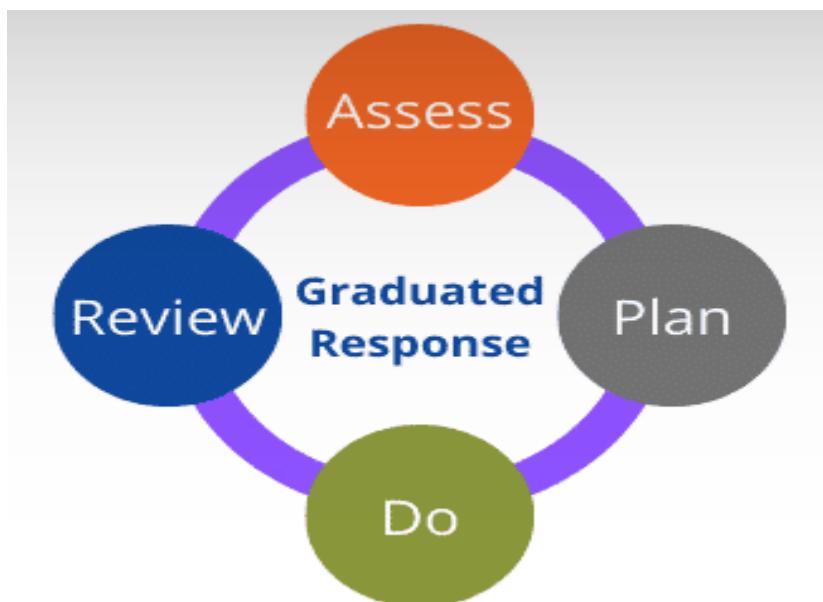 Assess
Review
Graduated
Response
Plan
Do